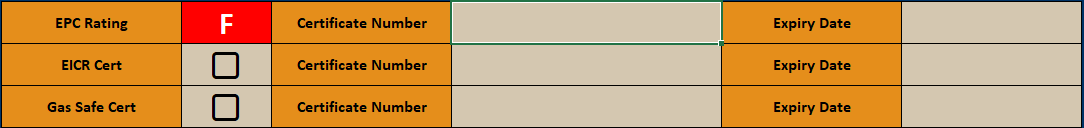 EPC Rating F Certificate Number Expiry Date
EICR Cert Certificate Number Expiry Date
Gas Safe Cert Certificate Number Expiry Date